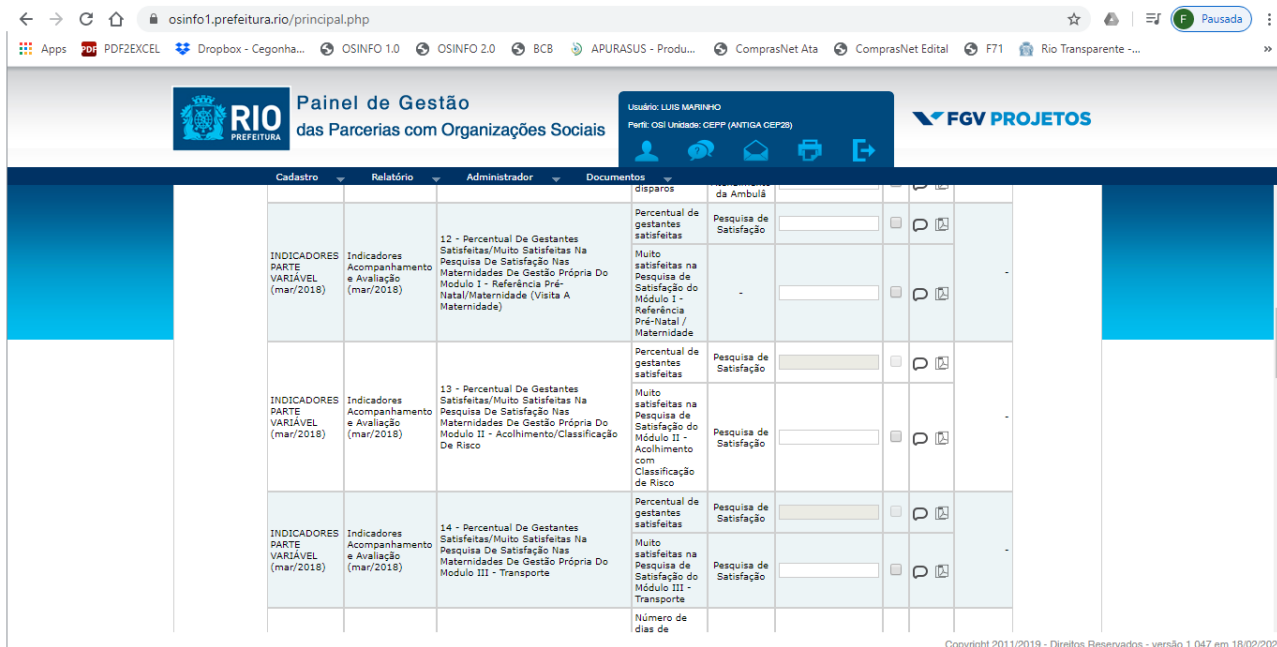 osinfo1.prefeitura.rio/principal.php
F Pausada
Apps PDF PDF2EXCEL Dropbox - Cegonha... OSINFO 1.0 OSINFO 2.0 BCB APURASUS - Produ... ComprasNet Ata ComprasNet Edital F71 Rio Transparente -... »
RIO
PREFEITURA
Painel de Gestão
das Parcerias com Organizações Sociais
Usuário: LUIS MARINHO
Perfil: OSI Unidade: CEPP (ANTIGA CEP28)
FGV PROJETOS
Cadastro Relatório Administrador Documentos
disparos
da Ambulâ
INDICADORES
PARTE
VARIÁVEL
(mar/2018)
Indicadores
Acompanhamento
e Avaliação
(mar/2018)
12 - Percentual De Gestantes
Satisfeitas/Muito Satisfeitas Na
Pesquisa De Satisfação Nas
Maternidades De Gestão Própria Do
Modulo I - Referência Pré-
Natal/Maternidade (Visita A
Maternidade)
Percentual de
gestantes
satisfeitas
Pesquisa de
Satisfação
Muito
satisfeitas na
Pesquisa de
Satisfação do
Módulo I -
Referência
Pré-Natal /
Maternidade
-
-
INDICADORES
PARTE
VARIÁVEL
(mar/2018)
Indicadores
Acompanhamento
e Avaliação
(mar/2018)
13 - Percentual De Gestantes
Satisfeitas/Muito Satisfeitas Na
Pesquisa De Satisfação Nas
Maternidades De Gestão Própria Do
Modulo II - Acolhimento/Classificação
De Risco
Percentual de
gestantes
satisfeitas
Pesquisa de
Satisfação
Muito
satisfeitas na
Pesquisa de
Satisfação do
Módulo II -
Acolhimento
com
Classificação
de Risco
Pesquisa de
Satisfação
-
INDICADORES
PARTE
VARIÁVEL
(mar/2018)
Indicadores
Acompanhamento
e Avaliação
(mar/2018)
14 - Percentual De Gestantes
Satisfeitas/Muito Satisfeitas Na
Pesquisa De Satisfação Nas
Maternidades De Gestão Própria Do
Modulo III - Transporte
Percentual de
gestantes
satisfeitas
Pesquisa de
Satisfação
Muito
satisfeitas na
Pesquisa de
Satisfação do
Módulo III -
Transporte
Pesquisa de
Satisfação
-
Número de
dias de
Copyright 2011/2019 - Direitos Reservados - versão 1.047 em 18/02/202